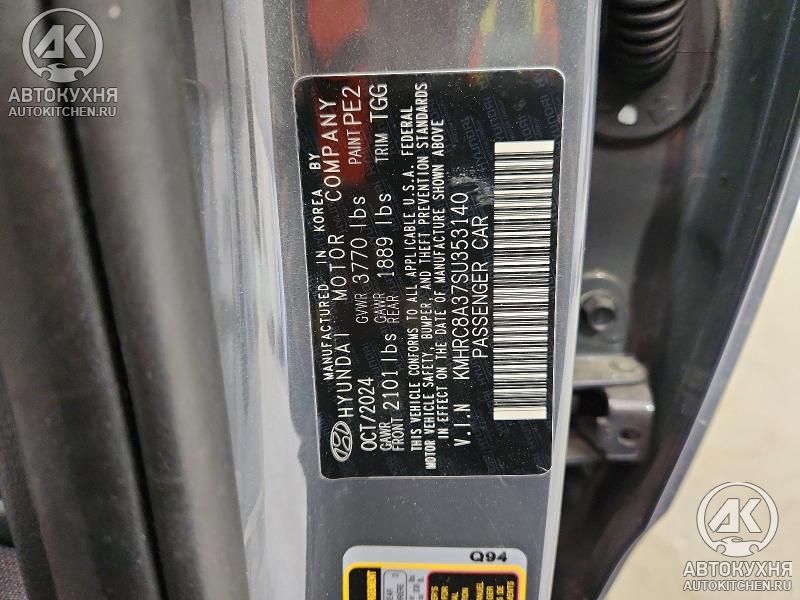 AK
АВТОКУХНЯ
AUTOKITCHEN.RU
MANUFACTURED IN KOREA BY
HYUNDAI MOTOR COMPANY
OCT/2024 GVWR 3770 lbs PAINT PE2
GAWR FRONT 2101 lbs GAWR REAR 1889 lbs TRIM TGG
THIS VEHICLE CONFORMS TO ALL APPLICABLE U.S.A. FEDERAL
MOTOR VEHICLE SAFETY, BUMPER, AND THEFT PREVENTION STANDARDS
IN EFFECT ON THE DATE OF MANUFACTURE SHOWN ABOVE
V.I.N KMHRC8A37SU353140
PASSENGER CAR
Q94
AK
АВТОКУХНЯ
AUTOKITCHEN.RU